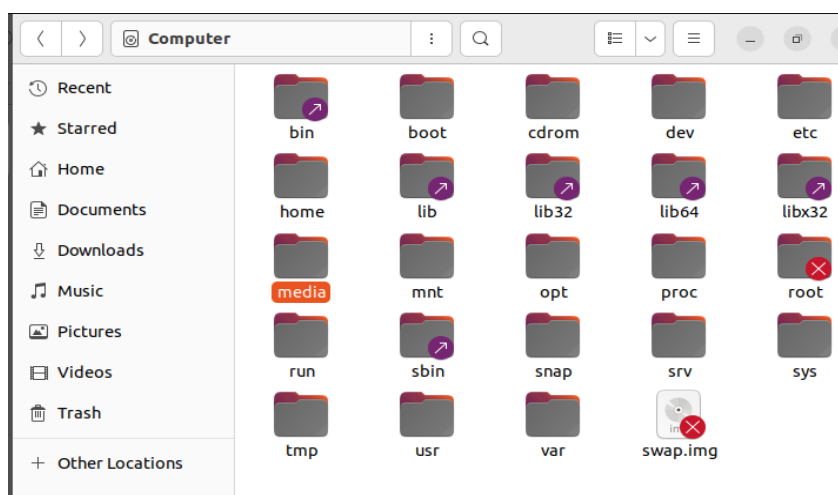 Computer
Recent
Starred
Home
Documents
Downloads
Music
Pictures
Videos
Trash
Other Locations
bin boot cdrom dev etc
home lib lib32 lib64 libx32
media mnt opt proc root
run sbin snap srv sys
tmp usr var swap.img